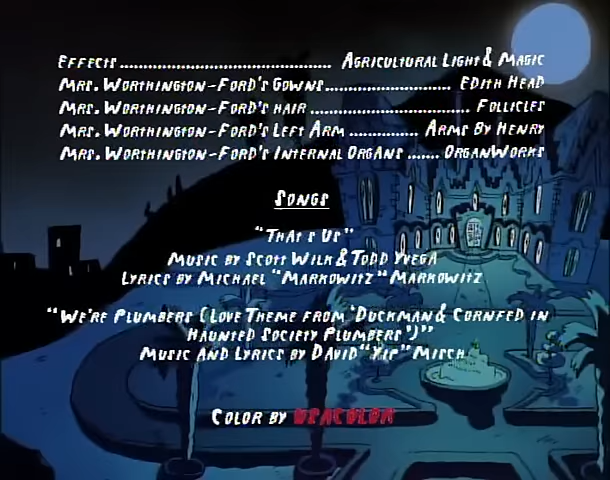 Effects.......................................... Agricultural Light & Magic
Mrs. Worthington-Ford's Gowns......................... Edith Head
Mrs. Worthington-Ford's hair ................................ Follicles
Mrs. Worthington-Ford's Left Arm .............. Arms By Henry
Mrs. Worthington-Ford's Internal Organs ....... OrganWorks
Songs
"That's Us"
Music by Scott Wilk & Todd Yvega
Lyrics by Michael "Markowitz" Markowitz
"We're Plumbers (Love Theme from 'Duckman & Cornfed in
Haunted Society Plumbers')"
Music and Lyrics by David "Yip" Misch
Color by DRACOLOR